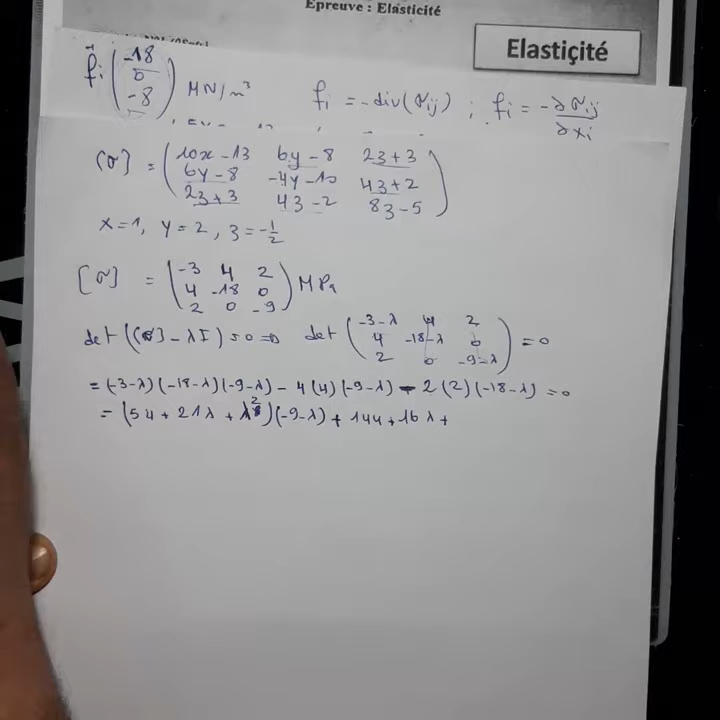 Epreuve : Elasticité
Elastiçité
f⃗i (-18 0 -8) MN/m³ fi = -div(σij) ; fi = -∂σij/∂xi
[σ] = (10x-13 6y-8 2z+3
6y-8 -4y-10 4z+2
2z+3 4z-2 8z-5)
x=1, y=2, z=-1/2
[σ] = (-3 4 2
4 -18 0
2 0 -9) MPa
det([σ]-λI)=0 => det (-3-λ 4 2
4 -18-λ 0
2 0 -9-λ) = 0
= (-3-λ)(-18-λ)(-9-λ) - 4(4)(-9-λ) - 2(2)(-18-λ) = 0
= (54+21λ+λ²)(-9-λ) + 144+16λ+